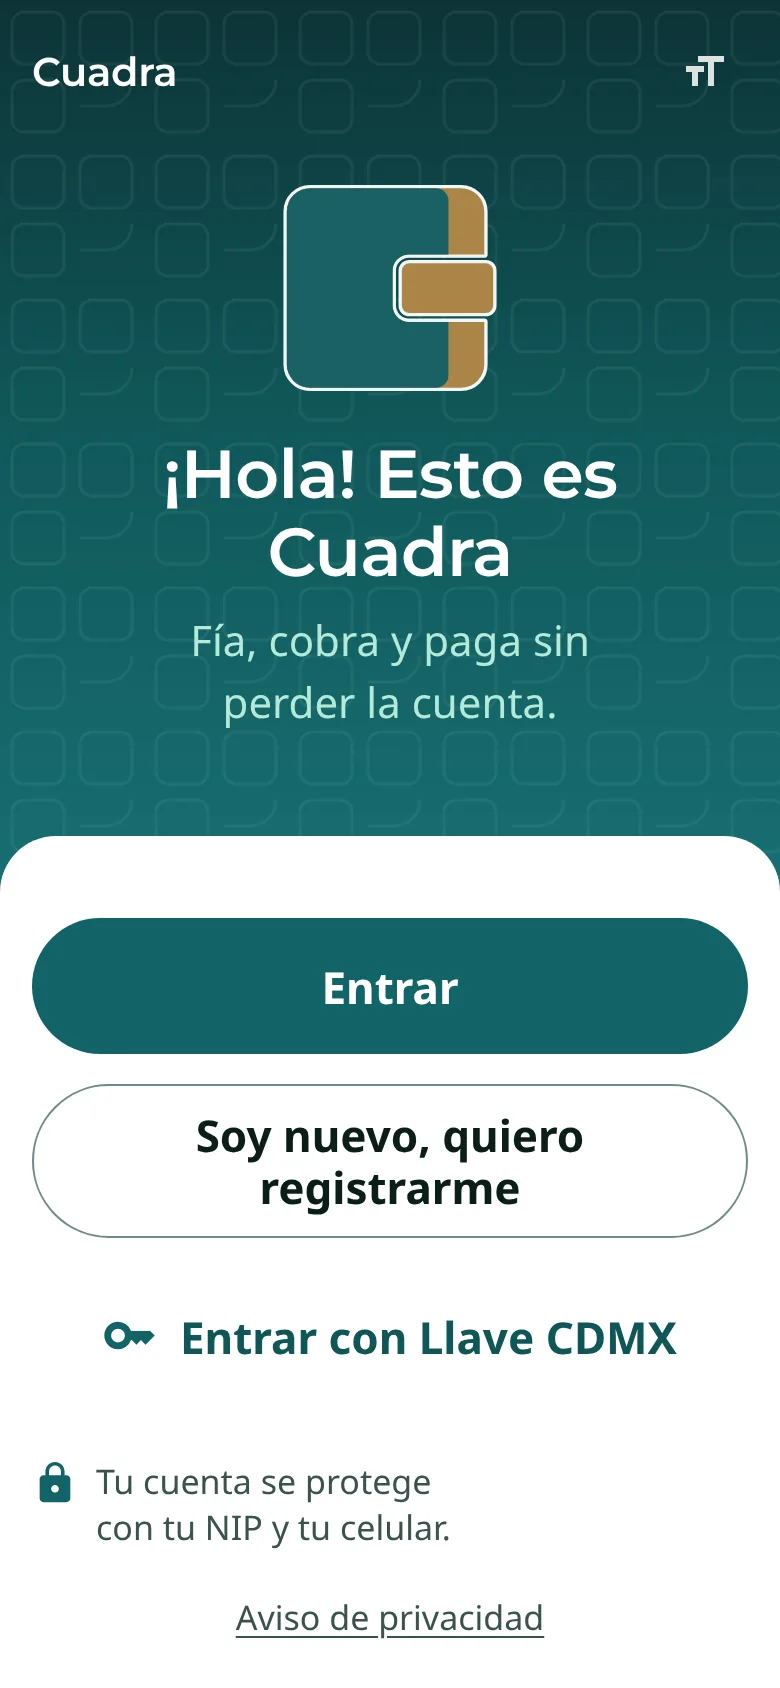 Cuadra
¡Hola! Esto es
Cuadra
Fía, cobra y paga sin
perder la cuenta.
Entrar
Soy nuevo, quiero
registrarme
Entrar con Llave CDMX
Tu cuenta se protege
con tu NIP y tu celular.
Aviso de privacidad